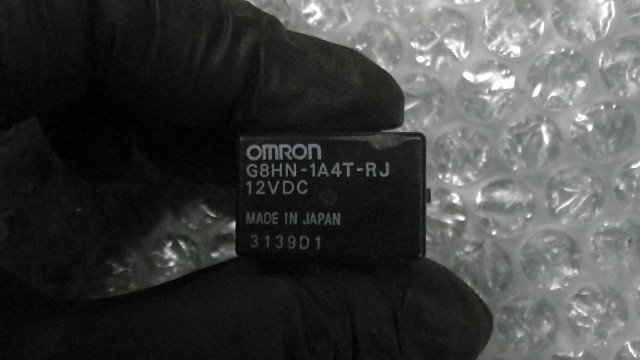 OMRON
G8HN-1A4T-RJ
12VDC
MADE IN JAPAN
3139D1